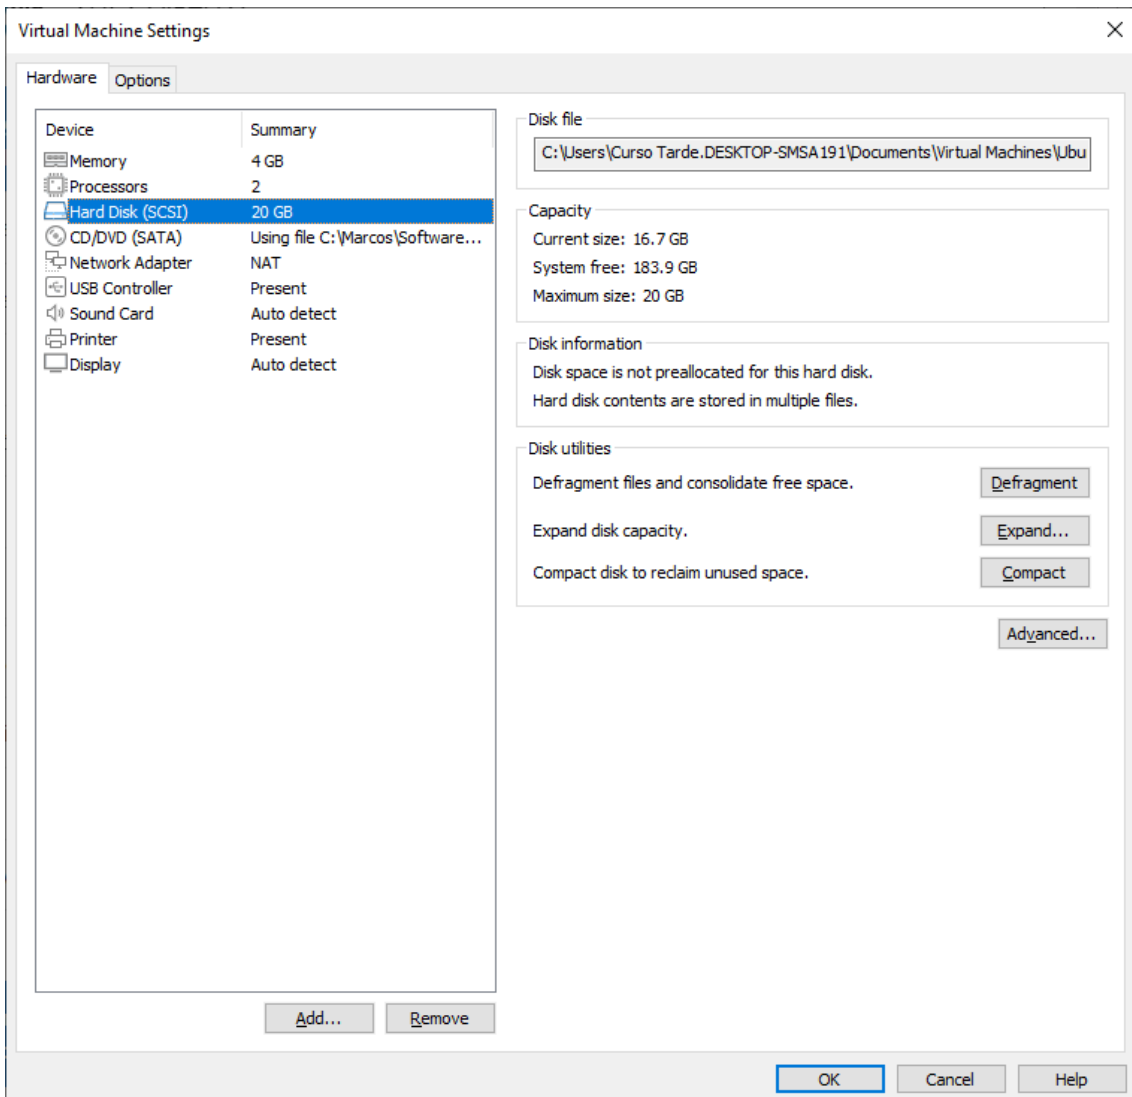 Virtual Machine Settings
Hardware
Options
Device Summary
Memory 4 GB
Processors 2
Hard Disk (SCSI) 20 GB
CD/DVD (SATA) Using file C:\Marcos\Software...
Network Adapter NAT
USB Controller Present
Sound Card Auto detect
Printer Present
Display Auto detect
Add...
Remove
Disk file
C:\Users\Curso Tarde.DESKTOP-SMSA191\Documents\Virtual Machines\Ubu
Capacity
Current size: 16.7 GB
System free: 183.9 GB
Maximum size: 20 GB
Disk information
Disk space is not preallocated for this hard disk.
Hard disk contents are stored in multiple files.
Disk utilities
Defragment files and consolidate free space. Defragment
Expand disk capacity. Expand...
Compact disk to reclaim unused space. Compact
Advanced...
OK
Cancel
Help